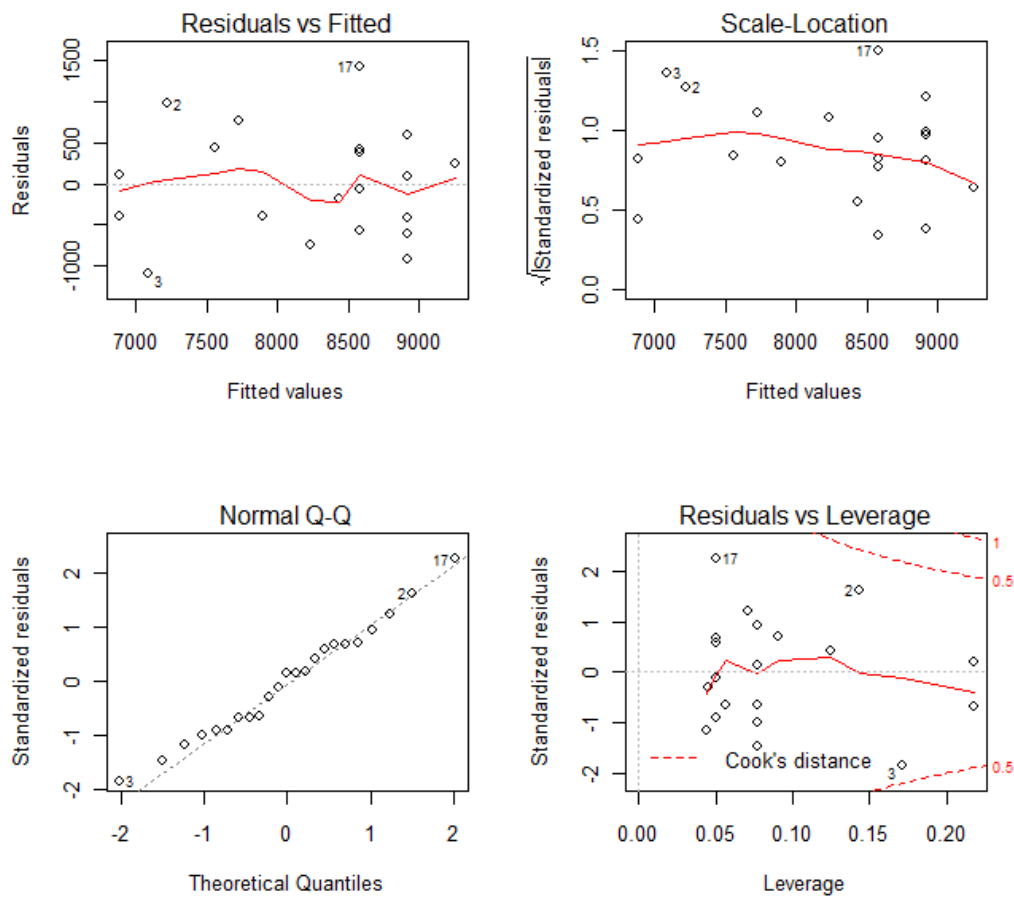 Residuals vs Fitted
Residuals
1500
500
0
-1000
17
2
3
7000 7500 8000 8500 9000
Fitted values
Scale-Location
√|Standardized residuals|
1.5
1.0
0.5
0.0
17
3
2
7000 7500 8000 8500 9000
Fitted values
Normal Q-Q
Standardized residuals
2
1
0
-1
-2
17
2
3
-2 -1 0 1 2
Theoretical Quantiles
Residuals vs Leverage
Standardized residuals
2
1
0
-1
-2
17
2
3
1
0.5
0.5
Cook's distance
0.00 0.05 0.10 0.15 0.20
Leverage